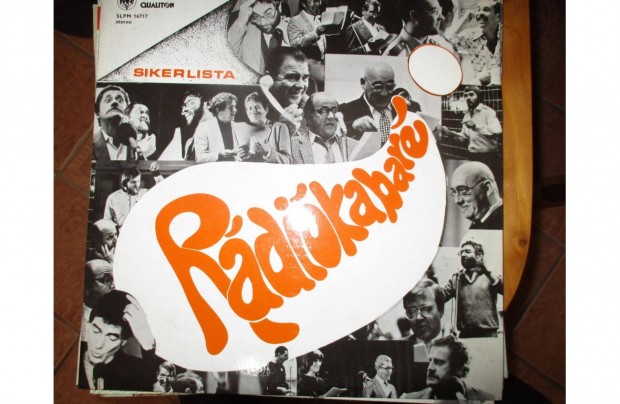 QUALITON
SLPM 16717
stereo
SIKERLISTA
Rádiókabaré